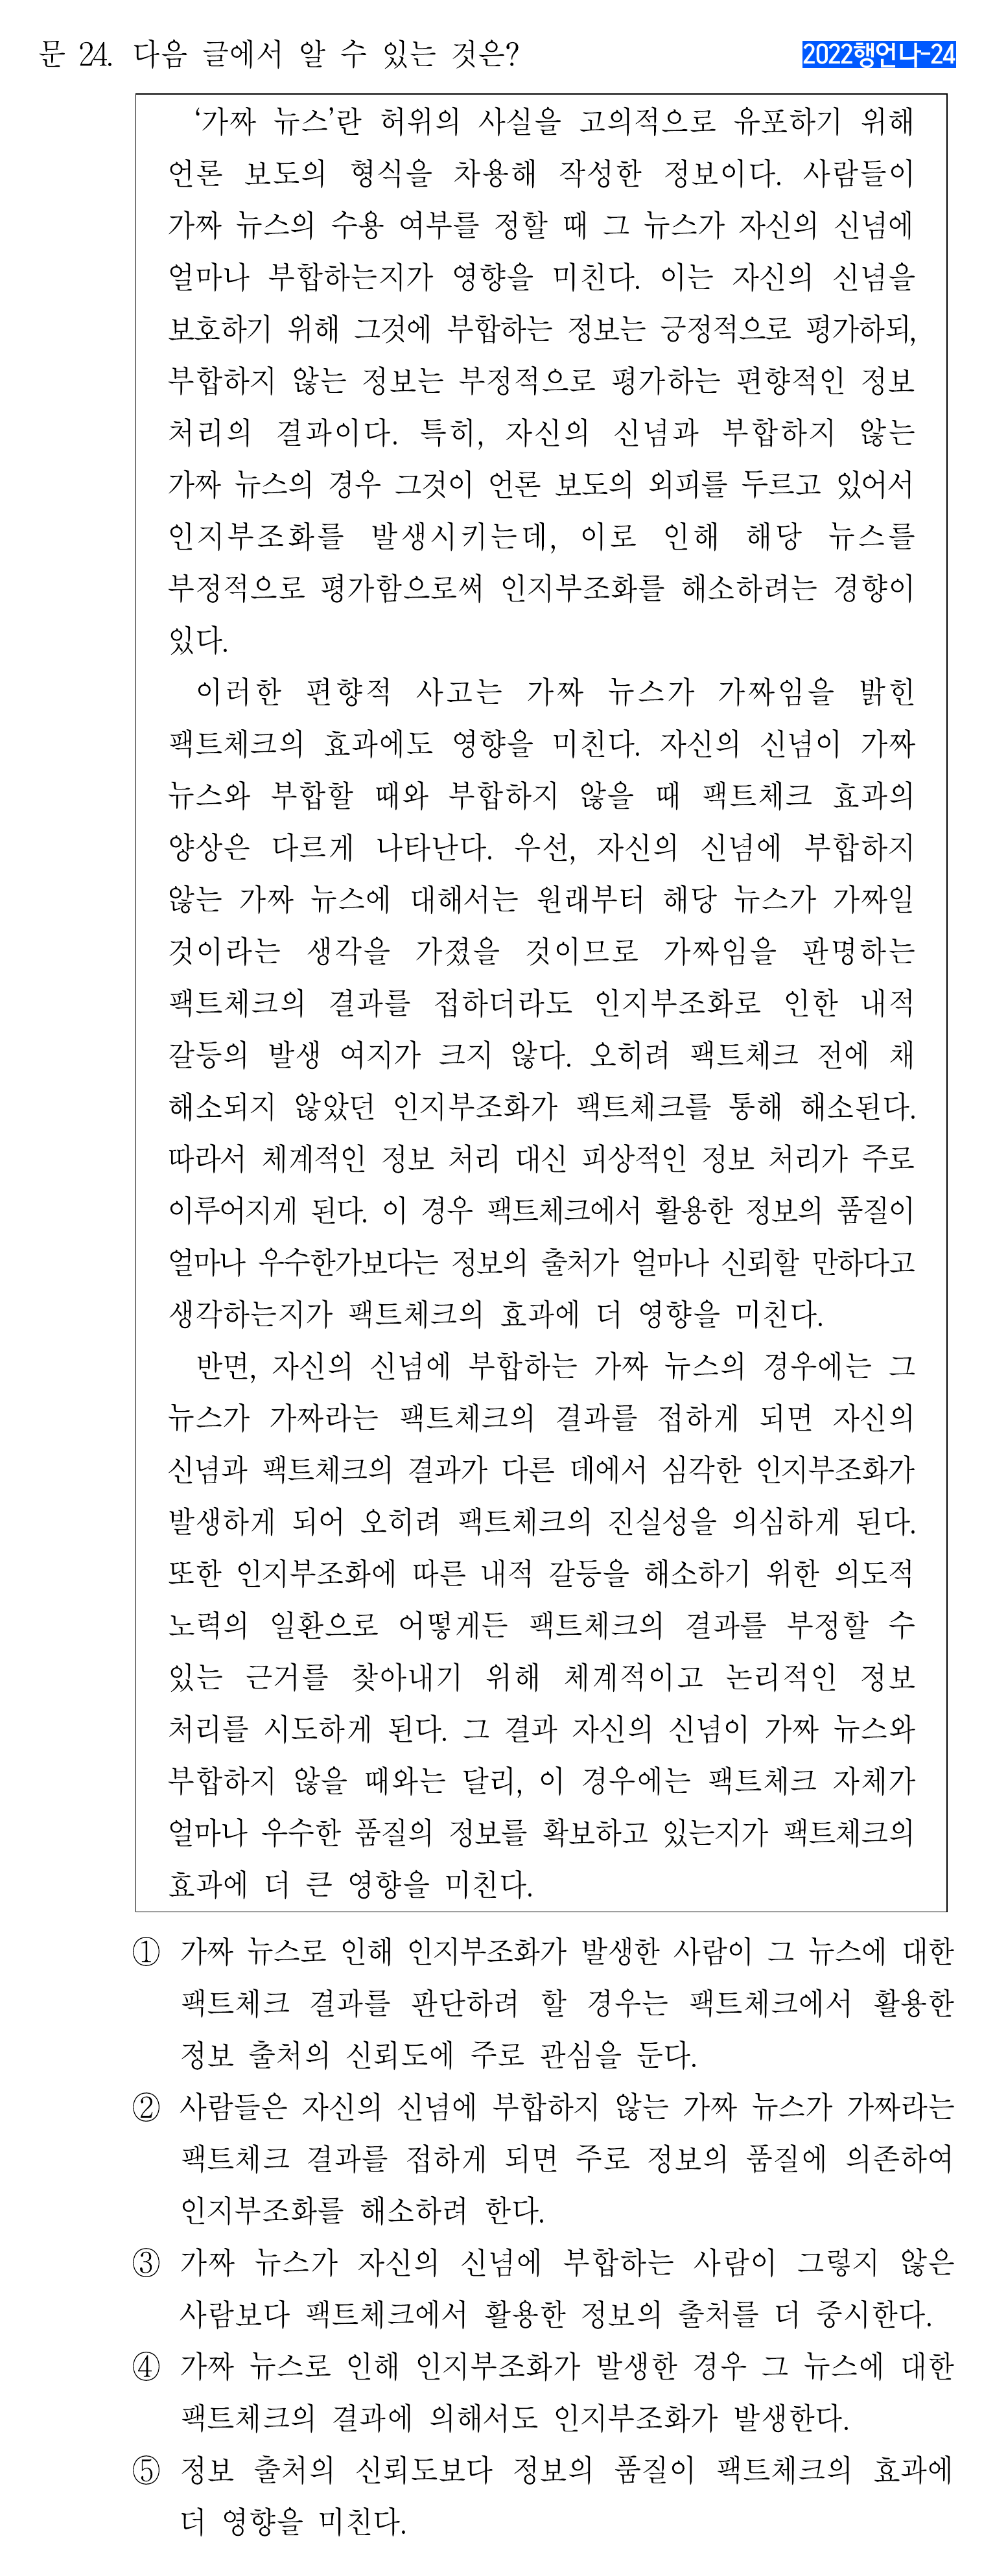 문 24. 다음 글에서 알 수 있는 것은?
2022행언나-24
‘가짜 뉴스’란 허위의 사실을 고의적으로 유포하기 위해
언론 보도의 형식을 차용해 작성한 정보이다. 사람들이
가짜 뉴스의 수용 여부를 정할 때 그 뉴스가 자신의 신념에
얼마나 부합하는지가 영향을 미친다. 이는 자신의 신념을
보호하기 위해 그것에 부합하는 정보는 긍정적으로 평가하되,
부합하지 않는 정보는 부정적으로 평가하는 편향적인 정보
처리의 결과이다. 특히, 자신의 신념과 부합하지 않는
가짜 뉴스의 경우 그것이 언론 보도의 외피를 두르고 있어서
인지부조화를 발생시키는데, 이로 인해 해당 뉴스를
부정적으로 평가함으로써 인지부조화를 해소하려는 경향이
있다.
이러한 편향적 사고는 가짜 뉴스가 가짜임을 밝힌
팩트체크의 효과에도 영향을 미친다. 자신의 신념이 가짜
뉴스와 부합할 때와 부합하지 않을 때 팩트체크 효과의
양상은 다르게 나타난다. 우선, 자신의 신념에 부합하지
않는 가짜 뉴스에 대해서는 원래부터 해당 뉴스가 가짜일
것이라는 생각을 가졌을 것이므로 가짜임을 판명하는
팩트체크의 결과를 접하더라도 인지부조화로 인한 내적
갈등의 발생 여지가 크지 않다. 오히려 팩트체크 전에 채
해소되지 않았던 인지부조화가 팩트체크를 통해 해소된다.
따라서 체계적인 정보 처리 대신 피상적인 정보 처리가 주로
이루어지게 된다. 이 경우 팩트체크에서 활용한 정보의 품질이
얼마나 우수한가보다는 정보의 출처가 얼마나 신뢰할 만하다고
생각하는지가 팩트체크의 효과에 더 영향을 미친다.
반면, 자신의 신념에 부합하는 가짜 뉴스의 경우에는 그
뉴스가 가짜라는 팩트체크의 결과를 접하게 되면 자신의
신념과 팩트체크의 결과가 다른 데에서 심각한 인지부조화가
발생하게 되어 오히려 팩트체크의 진실성을 의심하게 된다.
또한 인지부조화에 따른 내적 갈등을 해소하기 위한 의도적
노력의 일환으로 어떻게든 팩트체크의 결과를 부정할 수
있는 근거를 찾아내기 위해 체계적이고 논리적인 정보
처리를 시도하게 된다. 그 결과 자신의 신념이 가짜 뉴스와
부합하지 않을 때와는 달리, 이 경우에는 팩트체크 자체가
얼마나 우수한 품질의 정보를 확보하고 있는지가 팩트체크의
효과에 더 큰 영향을 미친다.
① 가짜 뉴스로 인해 인지부조화가 발생한 사람이 그 뉴스에 대한
팩트체크 결과를 판단하려 할 경우는 팩트체크에서 활용한
정보 출처의 신뢰도에 주로 관심을 둔다.
② 사람들은 자신의 신념에 부합하지 않는 가짜 뉴스가 가짜라는
팩트체크 결과를 접하게 되면 주로 정보의 품질에 의존하여
인지부조화를 해소하려 한다.
③ 가짜 뉴스가 자신의 신념에 부합하는 사람이 그렇지 않은
사람보다 팩트체크에서 활용한 정보의 출처를 더 중시한다.
④ 가짜 뉴스로 인해 인지부조화가 발생한 경우 그 뉴스에 대한
팩트체크의 결과에 의해서도 인지부조화가 발생한다.
⑤ 정보 출처의 신뢰도보다 정보의 품질이 팩트체크의 효과에
더 영향을 미친다.